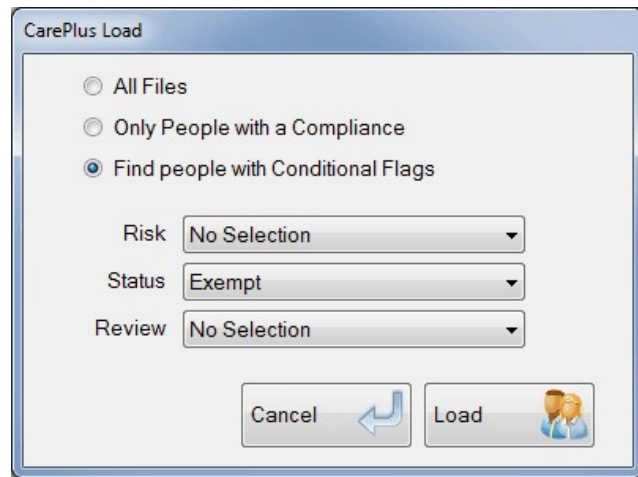 CarePlus Load
All Files
Only People with a Compliance
Find people with Conditional Flags
Risk No Selection
Status Exempt
Review No Selection
Cancel Load